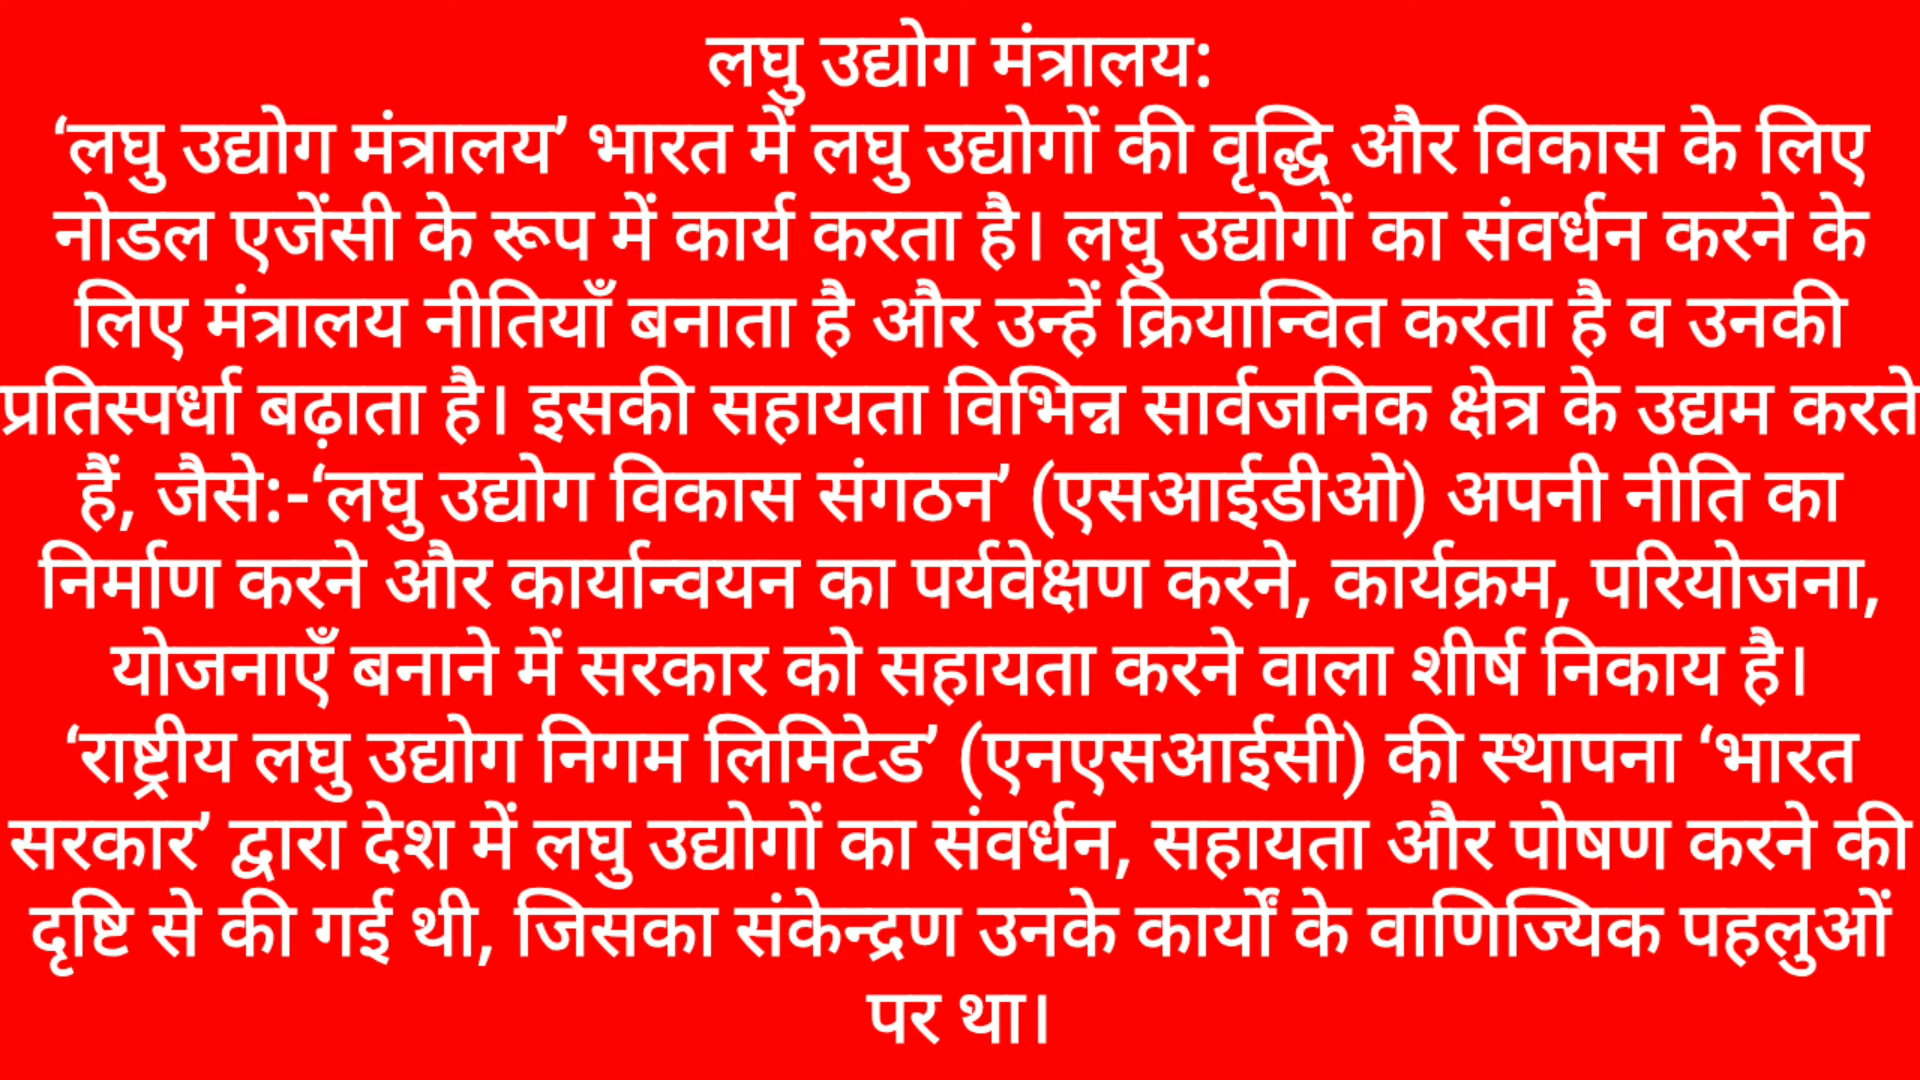 लघु उद्योग मंत्रालय:
‘लघु उद्योग मंत्रालय’ भारत में लघु उद्योगों की वृद्धि और विकास के लिए
नोडल एजेंसी के रूप में कार्य करता है। लघु उद्योगों का संवर्धन करने के
लिए मंत्रालय नीतियाँ बनाता है और उन्हें क्रियान्वित करता है व उनकी
प्रतिस्पर्धा बढ़ाता है। इसकी सहायता विभिन्न सार्वजनिक क्षेत्र के उद्यम करते
हैं, जैसे:-‘लघु उद्योग विकास संगठन’ (एसआईडीओ) अपनी नीति का
निर्माण करने और कार्यान्वयन का पर्यवेक्षण करने, कार्यक्रम, परियोजना,
योजनाएँ बनाने में सरकार को सहायता करने वाला शीर्ष निकाय है।
‘राष्ट्रीय लघु उद्योग निगम लिमिटेड’ (एनएसआईसी) की स्थापना ‘भारत
सरकार’ द्वारा देश में लघु उद्योगों का संवर्धन, सहायता और पोषण करने की
दृष्टि से की गई थी, जिसका संकेन्द्रण उनके कार्यों के वाणिज्यिक पहलुओं
पर था।